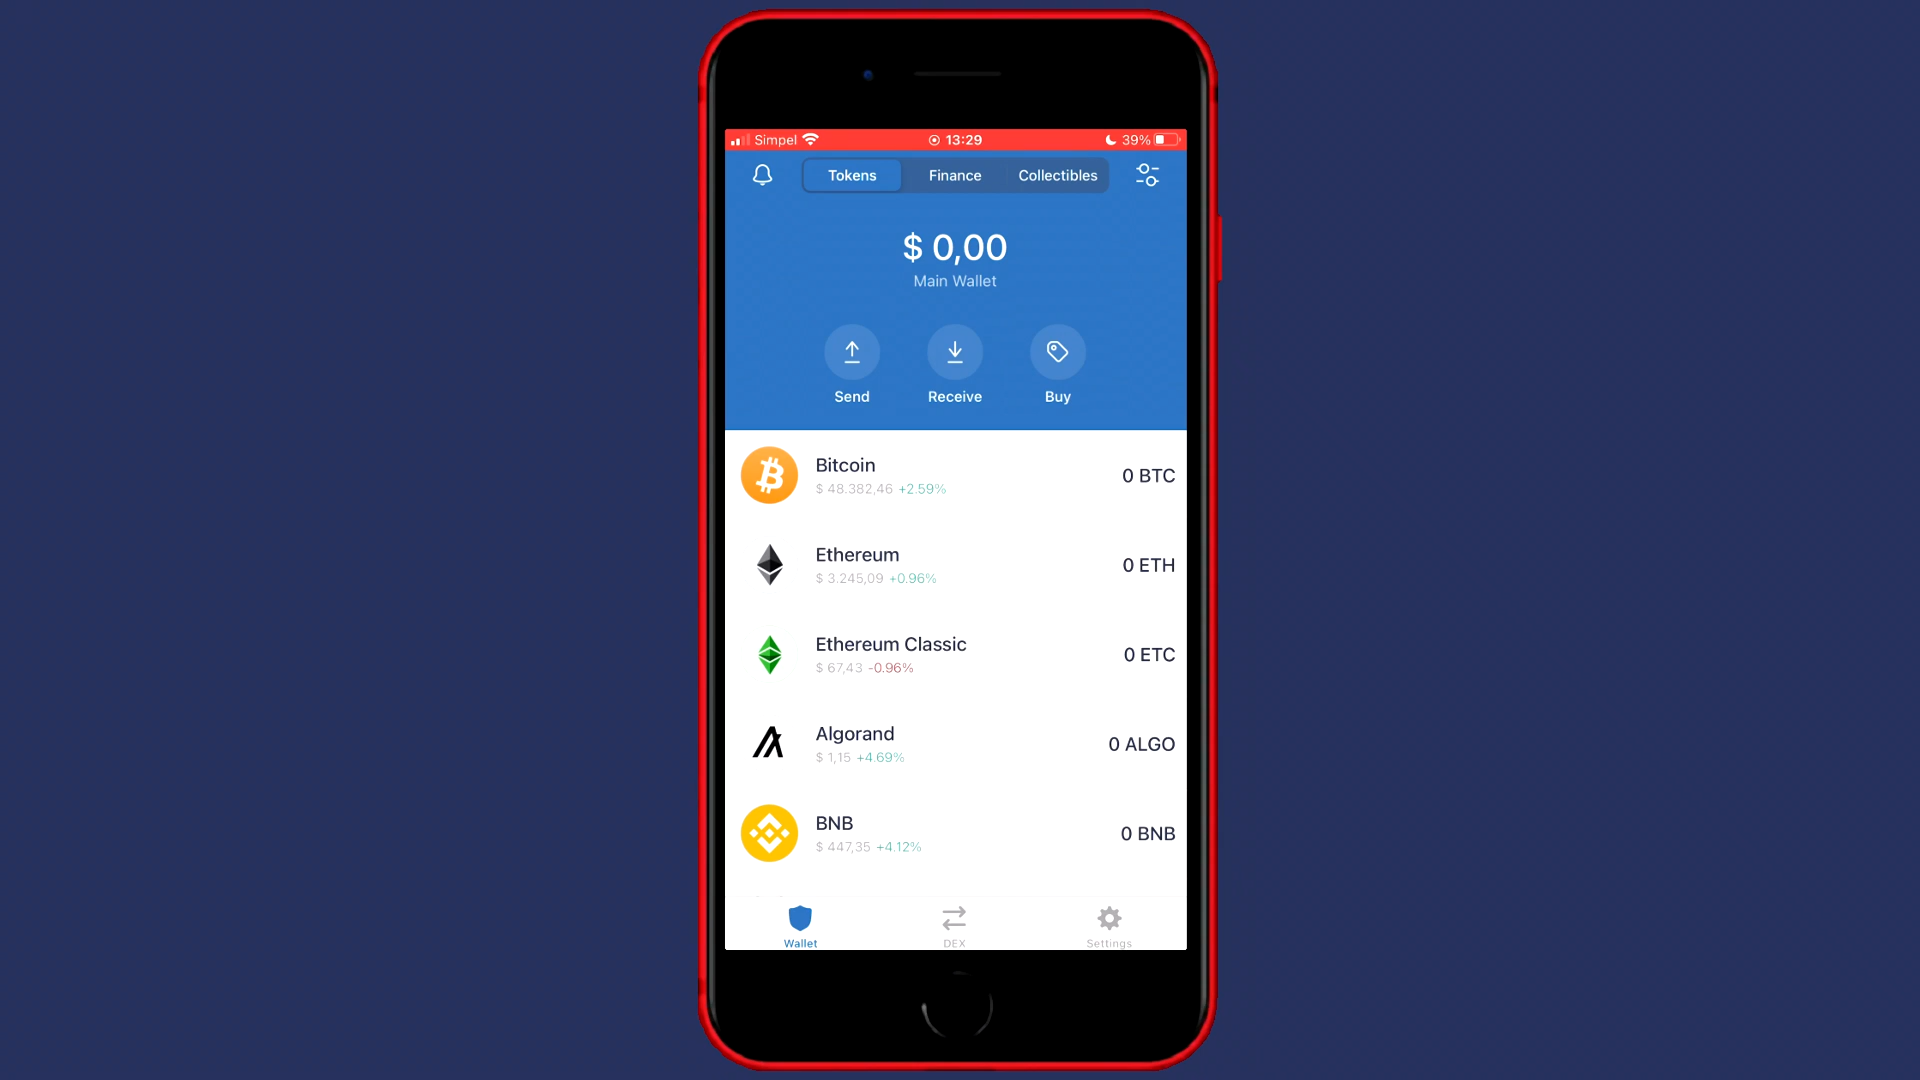 Simpel 13:29 39%
Tokens Finance Collectibles
$ 0,00
Main Wallet
Send Receive Buy
Bitcoin
$ 48.382,46 +2.59%
0 BTC
Ethereum
$ 3.245,09 +0.96%
0 ETH
Ethereum Classic
$ 67,43 -0.96%
0 ETC
Algorand
$ 1,15 +4.69%
0 ALGO
BNB
$ 447,35 +4.12%
0 BNB
Wallet DEX Settings